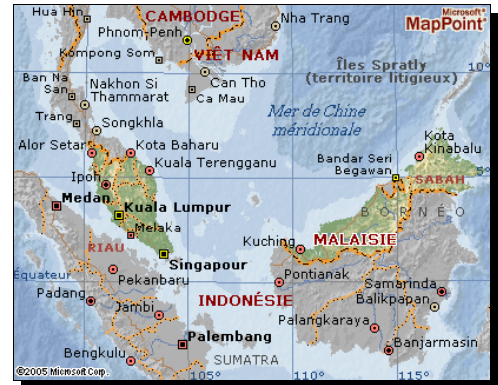 Hua Hin
CAMBODGE
Nha Trang
Microsoft®
MapPoint®
Phnom-Penh
VIÊT NAM
Kompong Som
Îles Spratly
(territoire litigieux)
10°
Ban Na
San
Nakhon Si
Thammarat
Can Tho
Ca Mau
Trang
Songkhla
Mer de Chine
méridionale
Kota
Kinabalu
Alor Setar
Kota Baharu
Kuala Terengganu
Bandar Seri
Begawan
5°
SABAH
Ipoh
Medan
Kuala Lumpur
BORNÉO
Melaka
RIAU
Kuching
MALAISIE
Singapour
Équateur
Pekanbaru
Pontianak
Samarinda
Padang
INDONÉSIE
Balikpapan
Jambi
Palangkaraya
Palembang
Banjarmasin
Bengkulu
SUMATRA
©2005 Microsoft Corp.
105°
110°
115°